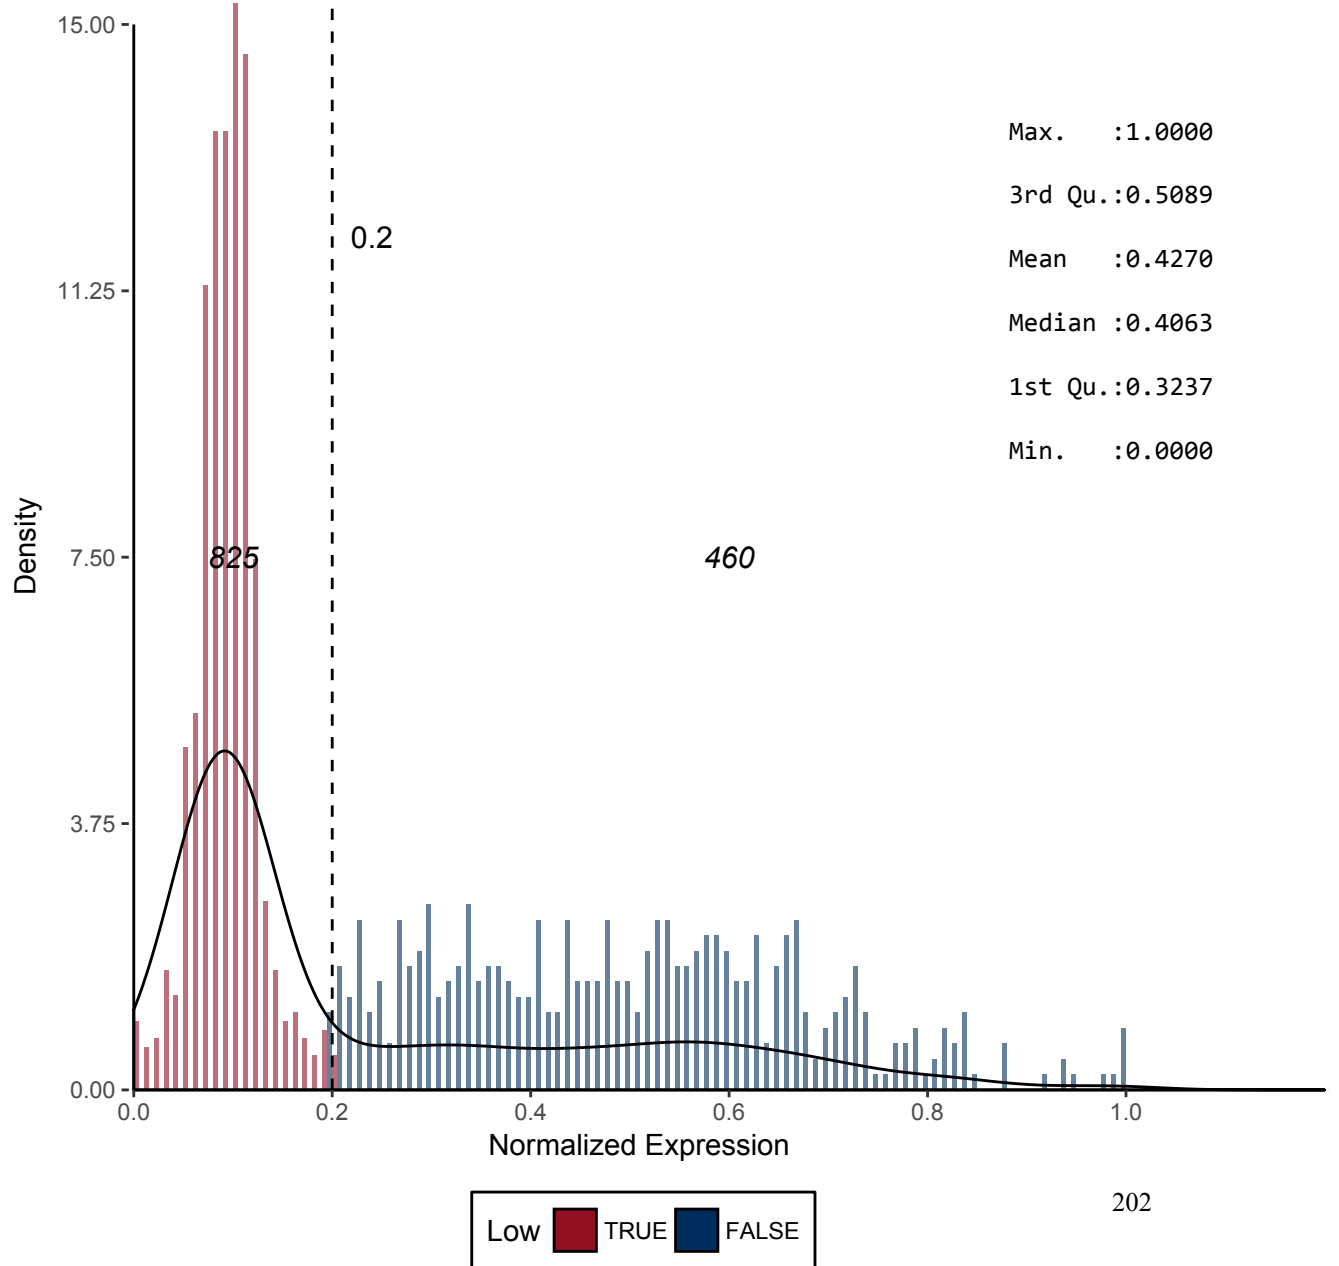 15.00
11.25
7.50
3.75
0.00
Density
0.2
825
460
Max.   :1.0000
3rd Qu.:0.5089
Mean   :0.4270
Median :0.4063
1st Qu.:0.3237
Min.   :0.0000
0.0 0.2 0.4 0.6 0.8 1.0
Normalized Expression
Low TRUE FALSE
202